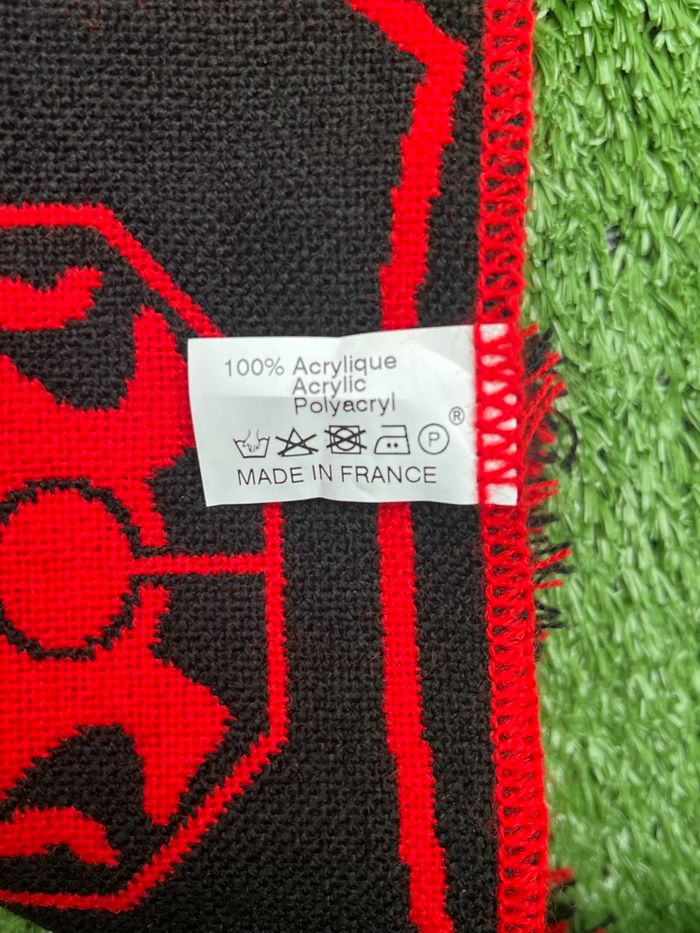 100% Acrylique
Acrylic
Polyacryl
®
P
MADE IN FRANCE